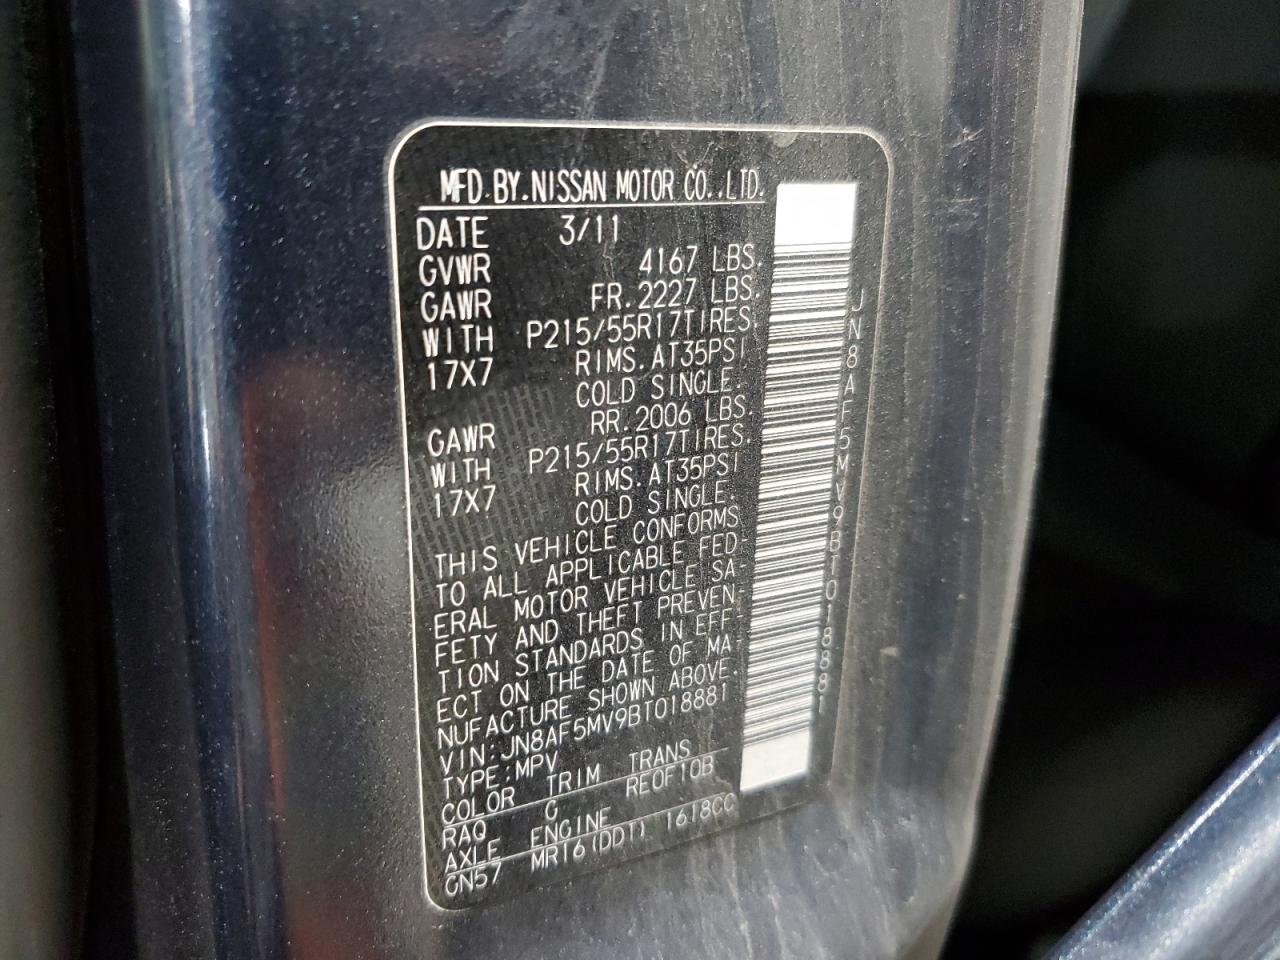 MFD.BY.NISSAN MOTOR CO.,LTD.
DATE 3/11
GVWR 4167 LBS.
GAWR FR.2227 LBS.
WITH P215/55R17TIRES.
17X7 RIMS.AT35PSI
COLD SINGLE.
GAWR RR.2006 LBS.
WITH P215/55R17TIRES.
17X7 RIMS.AT35PSI
COLD SINGLE.
THIS VEHICLE CONFORMS
TO ALL APPLICABLE FED-
ERAL MOTOR VEHICLE SA-
FETY AND THEFT PREVEN-
TION STANDARDS IN EFF-
ECT ON THE DATE OF MA-
NUFACTURE SHOWN ABOVE.
VIN:JN8AF5MV9BT018881
TYPE:MPV
COLOR TRIM TRANS
RAQ G RE0F10B
AXLE ENGINE
GN57 MR16(DDT) 1618CC
JN8AF5MV9BT018881